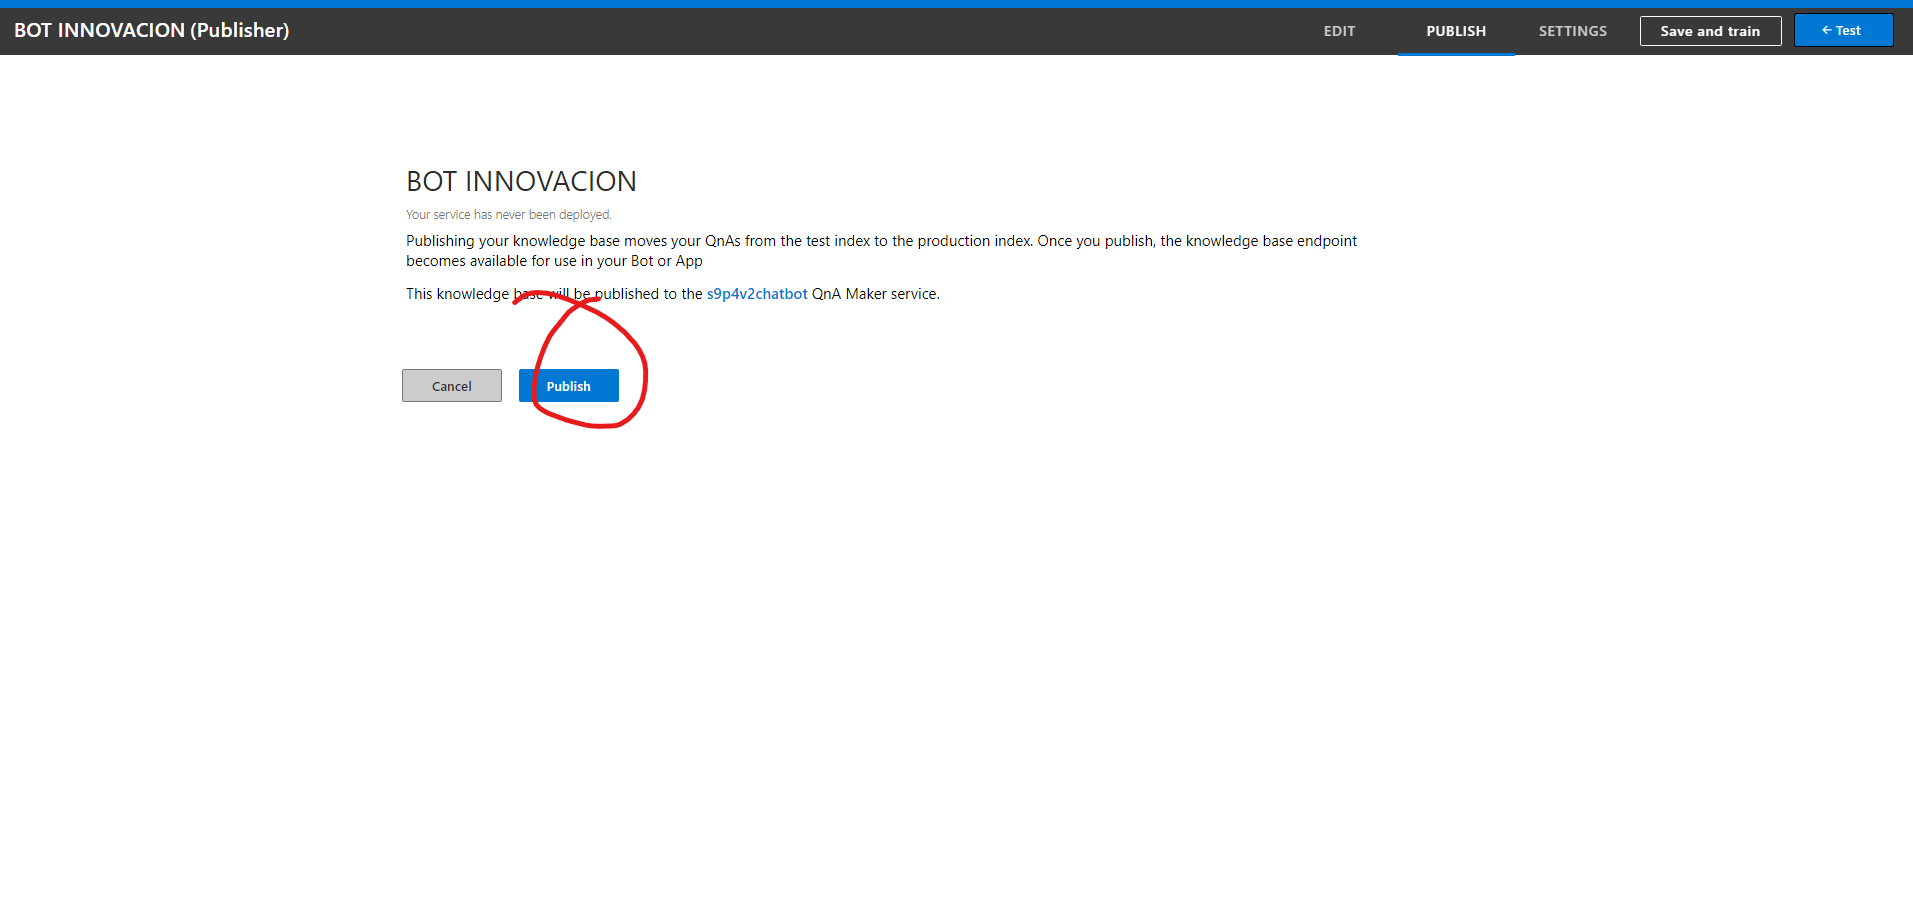 BOT INNOVACION (Publisher)
EDIT
PUBLISH
SETTINGS
Save and train
← Test
BOT INNOVACION
Your service has never been deployed.
Publishing your knowledge base moves your QnAs from the test index to the production index. Once you publish, the knowledge base endpoint
becomes available for use in your Bot or App
This knowledge base will be published to the s9p4v2chatbot QnA Maker service.
Cancel
Publish